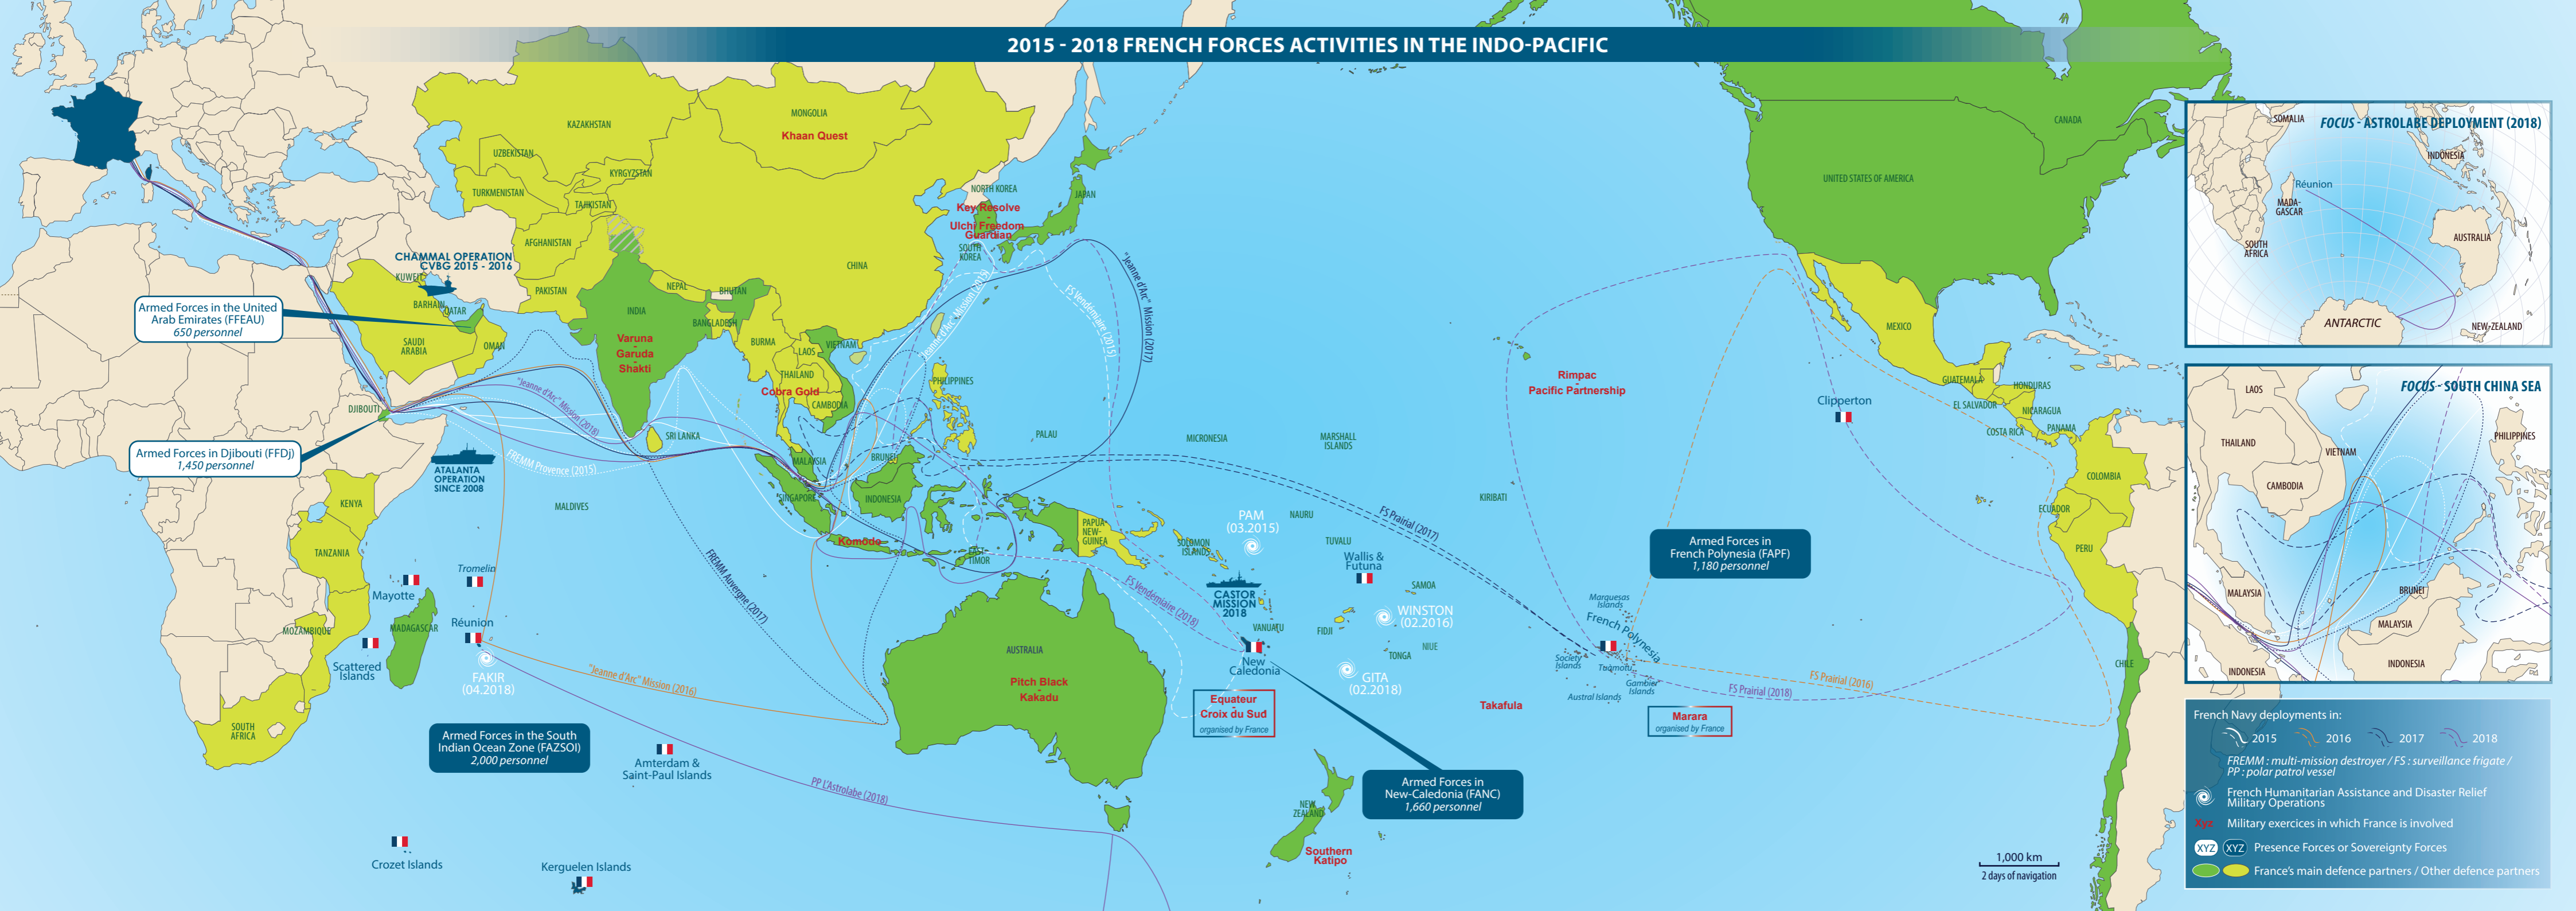 2015 - 2018 FRENCH FORCES ACTIVITIES IN THE INDO-PACIFIC
KAZAKHSTAN
MONGOLIA
Khaan Quest
UZBEKISTAN
KYRGYZSTAN
TURKMENISTAN
TAJIKISTAN
AFGHANISTAN
NORTH KOREA
Key Resolve
-
Ulchi Freedom
Guardian
SOUTH
KOREA
JAPAN
CHINA
CHAMMAL OPERATION
CVBG 2015 - 2016
KUWEIT
BARHAIN
QATAR
SAUDI
ARABIA
OMAN
PAKISTAN
NEPAL
BHUTAN
INDIA
BANGLADESH
Varuna
-
Garuda
-
Shakti
BURMA
LAOS
VIETNAM
THAILAND
Cobra Gold
CAMBODIA
PHILIPPINES
Armed Forces in the United
Arab Emirates (FFEAU)
650 personnel
DJIBOUTI
Armed Forces in Djibouti (FFDj)
1,450 personnel
ATALANTA
OPERATION
SINCE 2008
"Jeanne d'Arc" Mission (2018)
FREMM Provence (2015)
SRI LANKA
MALDIVES
MALAYSIA
SINGAPORE
BRUNEI
INDONESIA
Komodo
EAST-
TIMOR
PALAU
MICRONESIA
MARSHALL
ISLANDS
"Jeanne d'Arc" Mission (2015)
FS Vendémiaire (2015)
"Jeanne d'Arc" Mission (2017)
KENYA
TANZANIA
MOZAMBIQUE
MADAGASCAR
SOUTH
AFRICA
Mayotte
Tromelin
Réunion
Scattered
Islands
FAKIR
(04.2018)
FREMM Auvergne (2017)
"Jeanne d'Arc" Mission (2016)
PP L'Astrolabe (2018)
Armed Forces in the South
Indian Ocean Zone (FAZSOI)
2,000 personnel
Amterdam &
Saint-Paul Islands
Crozet Islands
Kerguelen Islands
AUSTRALIA
Pitch Black
-
Kakadu
PAPUA-
NEW-
GUINEA
SOLOMON
ISLANDS
PAM
(03.2015)
NAURU
KIRIBATI
TUVALU
Wallis &
Futuna
SAMOA
WINSTON
(02.2016)
FIDJI
NIUE
TONGA
GITA
(02.2018)
VANUATU
CASTOR
MISSION
2018
FS Vendémiaire (2018)
New
Caledonia
Equateur
-
Croix du Sud
organised by France
Armed Forces in
New-Caledonia (FANC)
1,660 personnel
NEW
ZEALAND
Southern
Katipo
Takafula
Rimpac
-
Pacific Partnership
FS Prairial (2017)
Armed Forces in
French Polynesia (FAPF)
1,180 personnel
Marquesas
Islands
French Polynesia
Society
Islands
Tuamotu
Gambier
Islands
Austral Islands
Marara
organised by France
FS Prairial (2018)
FS Prairial (2016)
Clipperton
CANADA
UNITED STATES OF AMERICA
MEXICO
GUATEMALA
HONDURAS
EL SALVADOR
NICARAGUA
COSTA RICA
PANAMA
COLOMBIA
ECUADOR
PERU
CHILE
1,000 km
2 days of navigation
FOCUS - ASTROLABE DEPLOYMENT (2018)
SOMALIA
INDONESIA
Réunion
MADA-
GASCAR
SOUTH
AFRICA
AUSTRALIA
ANTARCTIC
NEW-ZEALAND
FOCUS - SOUTH CHINA SEA
LAOS
THAILAND
VIETNAM
PHILIPPINES
CAMBODIA
MALAYSIA
BRUNEI
MALAYSIA
INDONESIA
INDONESIA
French Navy deployments in:
2015 2016 2017 2018
FREMM : multi-mission destroyer / FS : surveillance frigate /
PP : polar patrol vessel
French Humanitarian Assistance and Disaster Relief
Military Operations
Xyz Military exercices in which France is involved
XYZ XYZ Presence Forces or Sovereignty Forces
France's main defence partners / Other defence partners